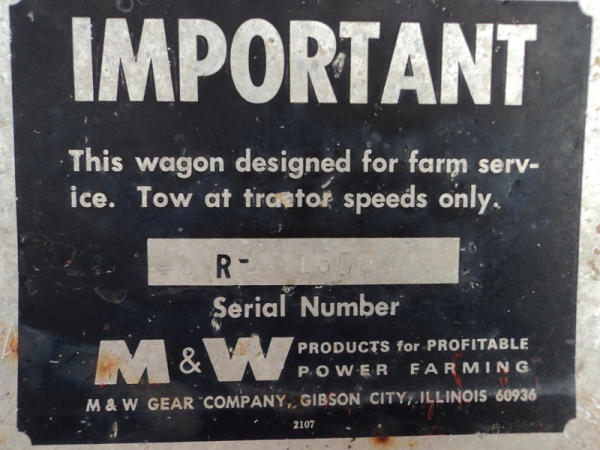 IMPORTANT
This wagon designed for farm serv-
ice. Tow at tractor speeds only.
R- 1500
Serial Number
M & W PRODUCTS for PROFITABLE
POWER FARMING
M & W GEAR COMPANY, GIBSON CITY, ILLINOIS 60936
2107